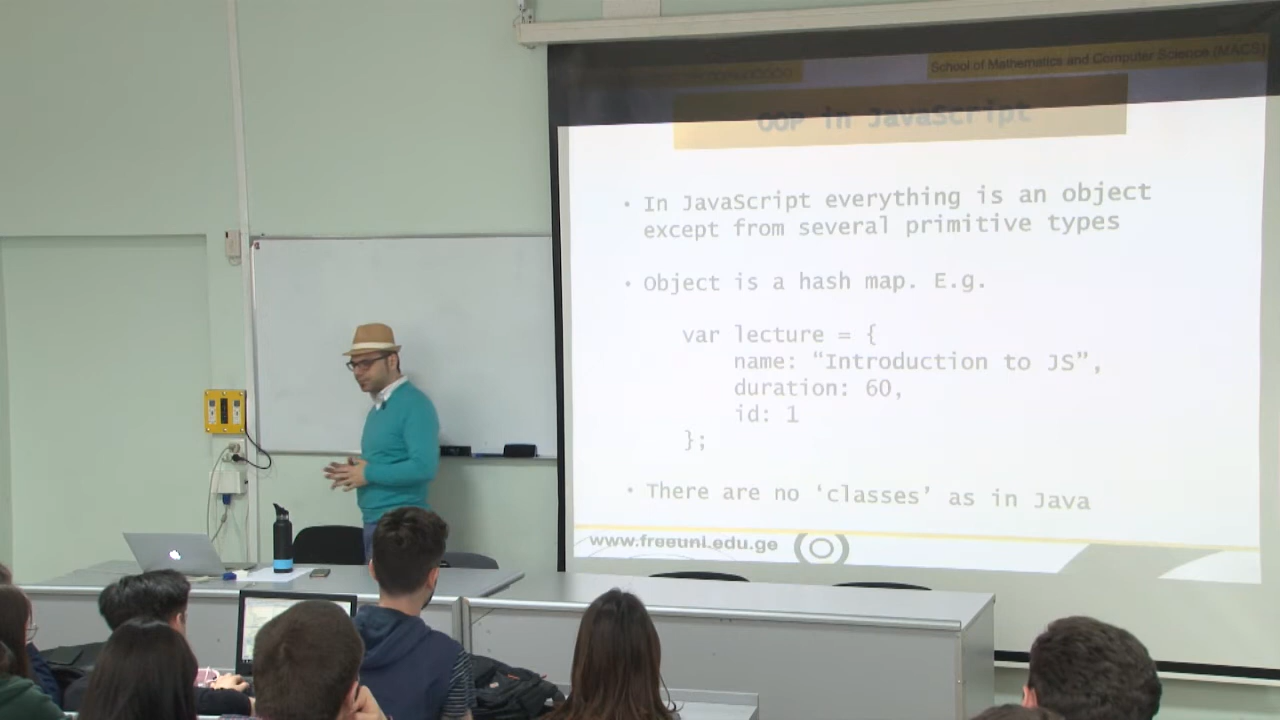 School of Mathematics and Computer Science (MACS)
OOP in JavaScript
• In JavaScript everything is an object
except from several primitive types
• Object is a hash map. E.g.
var lecture = {
name: “Introduction to JS”,
duration: 60,
id: 1
};
• There are no ‘classes’ as in Java
www.freeuni.edu.ge